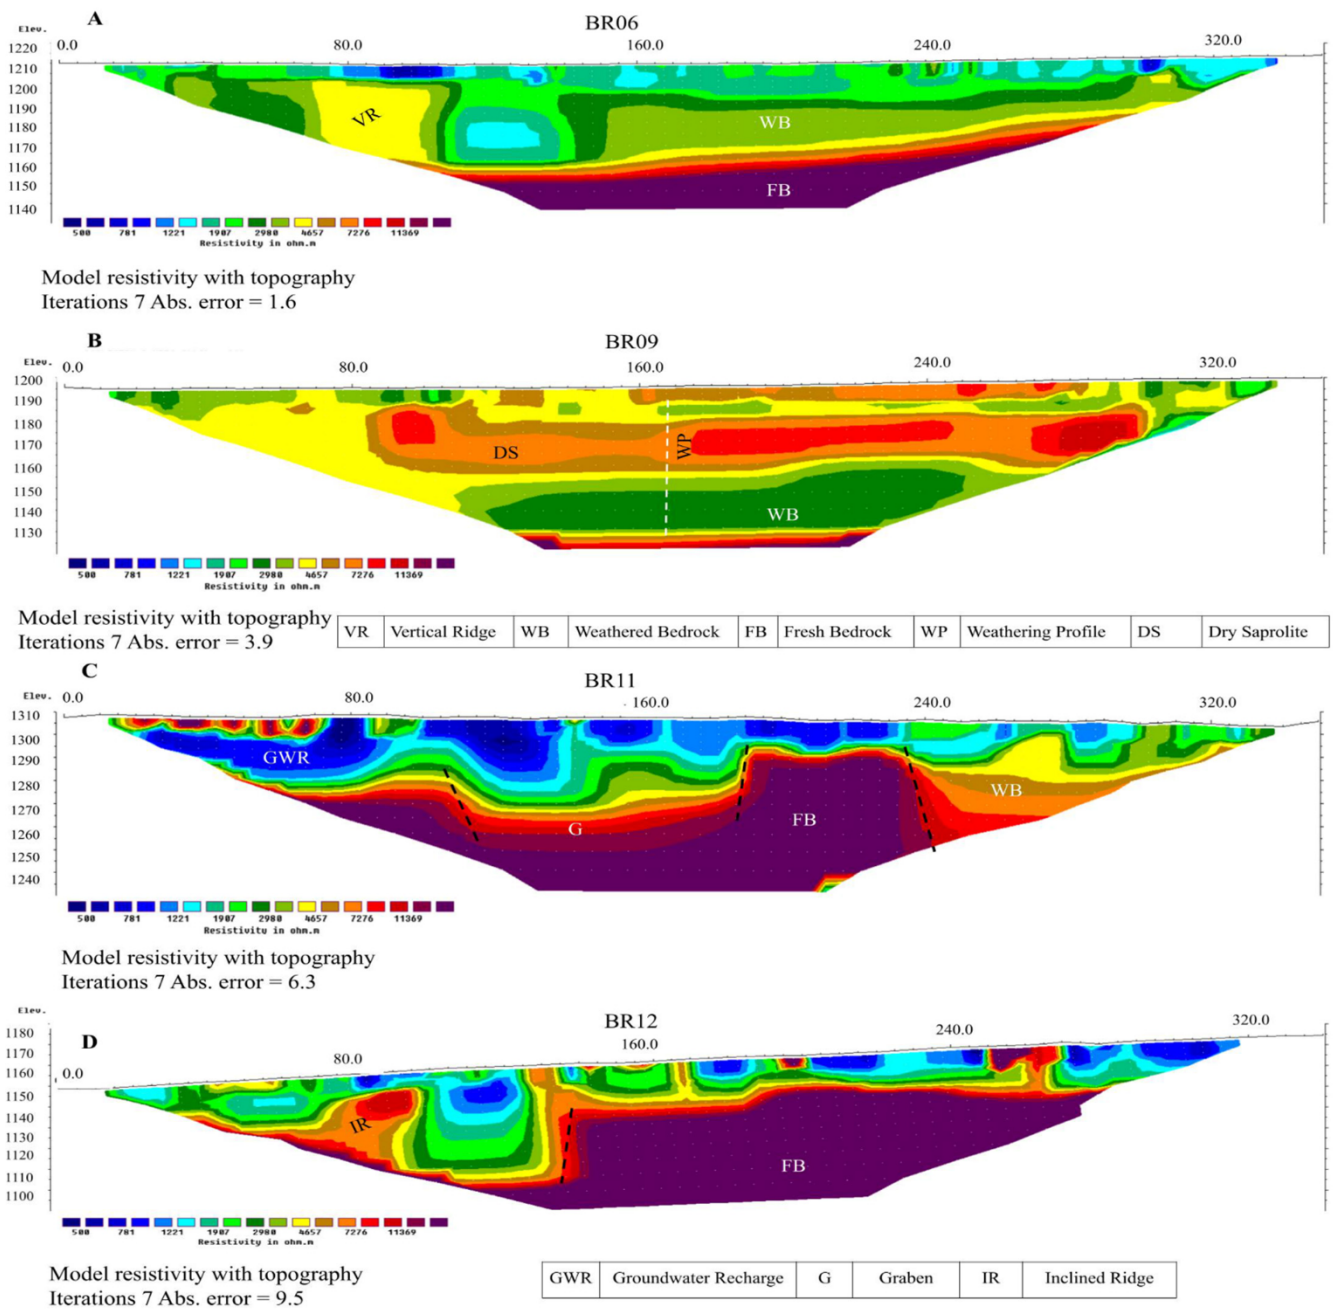 A
BR06
Elev.
0.0 80.0 160.0 240.0 320.0
1220
1210
1200
1190
1180
1170
1160
1150
1140
VR
WB
FB
500 781 1221 1907 2980 4657 7276 11369
Resistivity in ohm.m
Model resistivity with topography
Iterations 7 Abs. error = 1.6
B
BR09
Elev.
0.0 80.0 160.0 240.0 320.0
1200
1190
1180
1170
1160
1150
1140
1130
DS
WP
WB
500 781 1221 1907 2980 4657 7276 11369
Resistivity in ohm.m
Model resistivity with topography
Iterations 7 Abs. error = 3.9
VR Vertical Ridge WB Weathered Bedrock FB Fresh Bedrock WP Weathering Profile DS Dry Saprolite
C
BR11
Elev.
0.0 80.0 160.0 240.0 320.0
1310
1300
1290
1280
1270
1260
1250
1240
GWR
G
FB
WB
500 781 1221 1907 2980 4657 7276 11369
Resistivity in ohm.m
Model resistivity with topography
Iterations 7 Abs. error = 6.3
Elev.
BR12
D
0.0 80.0 160.0 240.0 320.0
1180
1170
1160
1150
1140
1130
1120
1110
1100
IR
FB
500 781 1221 1907 2980 4657 7276 11369
Resistivity in ohm.m
Model resistivity with topography
Iterations 7 Abs. error = 9.5
GWR Groundwater Recharge G Graben IR Inclined Ridge